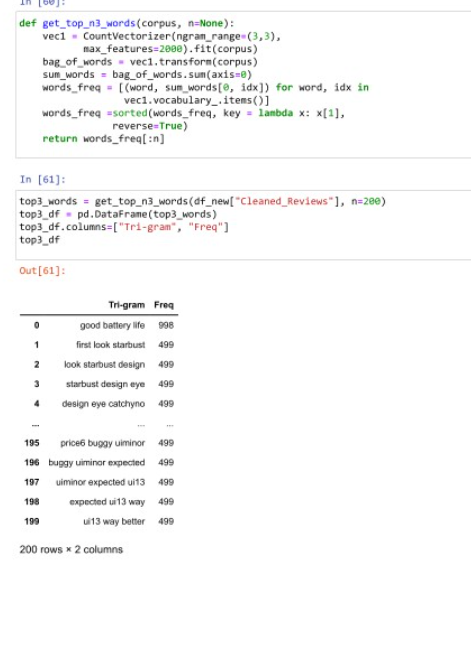 In [60]:
def get_top_n3_words(corpus, n=None):
vec1 = CountVectorizer(ngram_range=(3,3),
max_features=2000).fit(corpus)
bag_of_words = vec1.transform(corpus)
sum_words = bag_of_words.sum(axis=0)
words_freq = [(word, sum_words[0, idx]) for word, idx in
vec1.vocabulary_.items()]
words_freq =sorted(words_freq, key = lambda x: x[1],
reverse=True)
return words_freq[:n]
In [61]:
top3_words = get_top_n3_words(df_new["Cleaned_Reviews"], n=200)
top3_df = pd.DataFrame(top3_words)
top3_df.columns=["Tri-gram", "Freq"]
top3_df
Out[61]:
Tri-gram Freq
0 good battery life 998
1 first look starbust 499
2 look starbust design 499
3 starbust design eye 499
4 design eye catchyno 499
... ... ...
195 price6 buggy uiminor 499
196 buggy uiminor expected 499
197 uiminor expected ui13 499
198 expected ui13 way 499
199 ui13 way better 499
200 rows × 2 columns